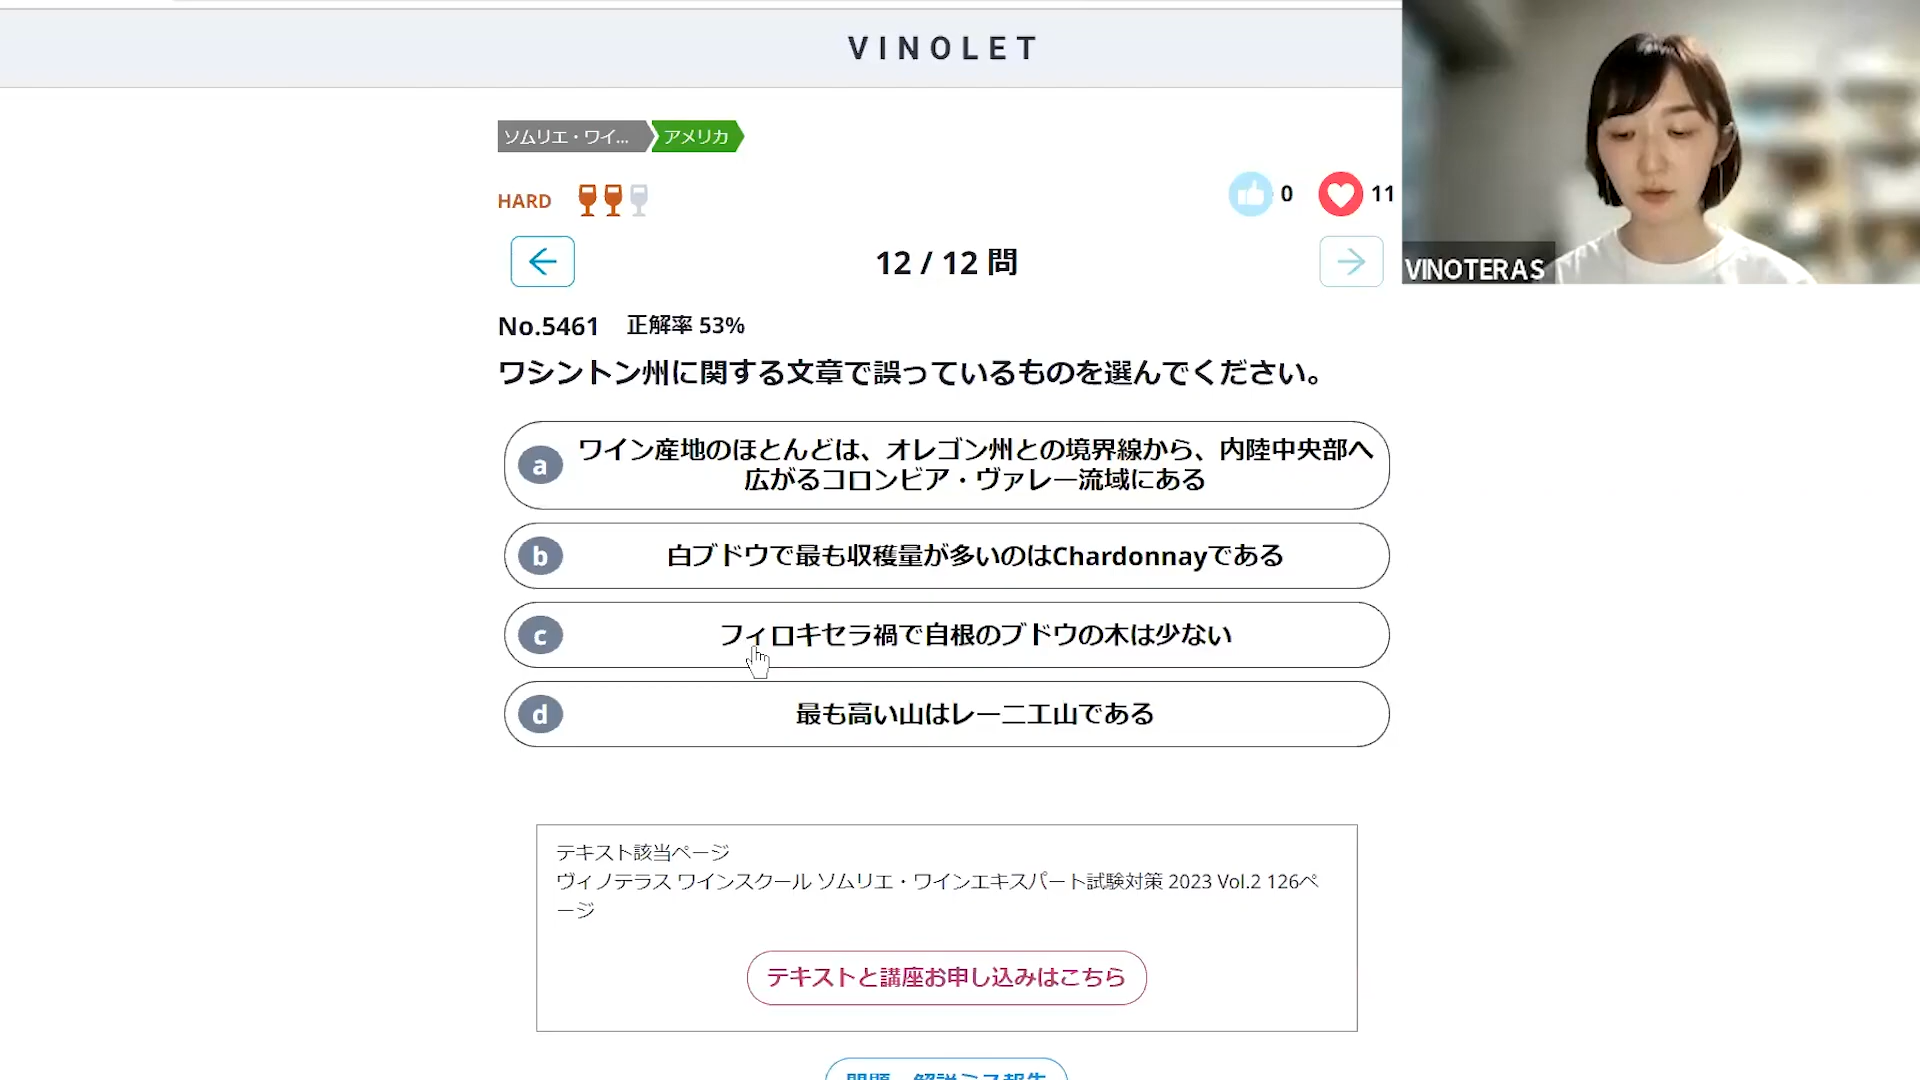 VINOLET
ソムリエ・ワイ...
アメリカ
HARD
0
11
12 / 12 問
VINOTERAS
No.5461 正解率 53%
ワシントン州に関する文章で誤っているものを選んでください。
a ワイン産地のほとんどは、オレゴン州との境界線から、内陸中央部へ
広がるコロンビア・ヴァレー流域にある
b 白ブドウで最も収穫量が多いのはChardonnayである
c フィロキセラ禍で自根のブドウの木は少ない
d 最も高い山はレーニエ山である
テキスト該当ページ
ヴィノテラス ワインスクール ソムリエ・ワインエキスパート試験対策 2023 Vol.2 126ペ
ージ
テキストと講座お申し込みはこちら
問題・解説ミス報告